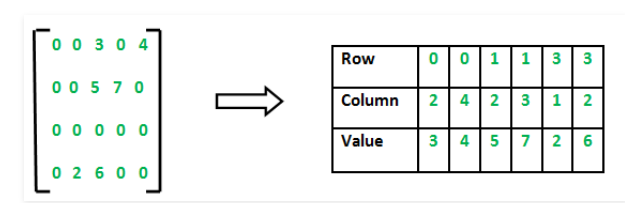 0 0 3 0 4
0 0 5 7 0
0 0 0 0 0
0 2 6 0 0
Row 0 0 1 1 3 3
Column 2 4 2 3 1 2
Value 3 4 5 7 2 6